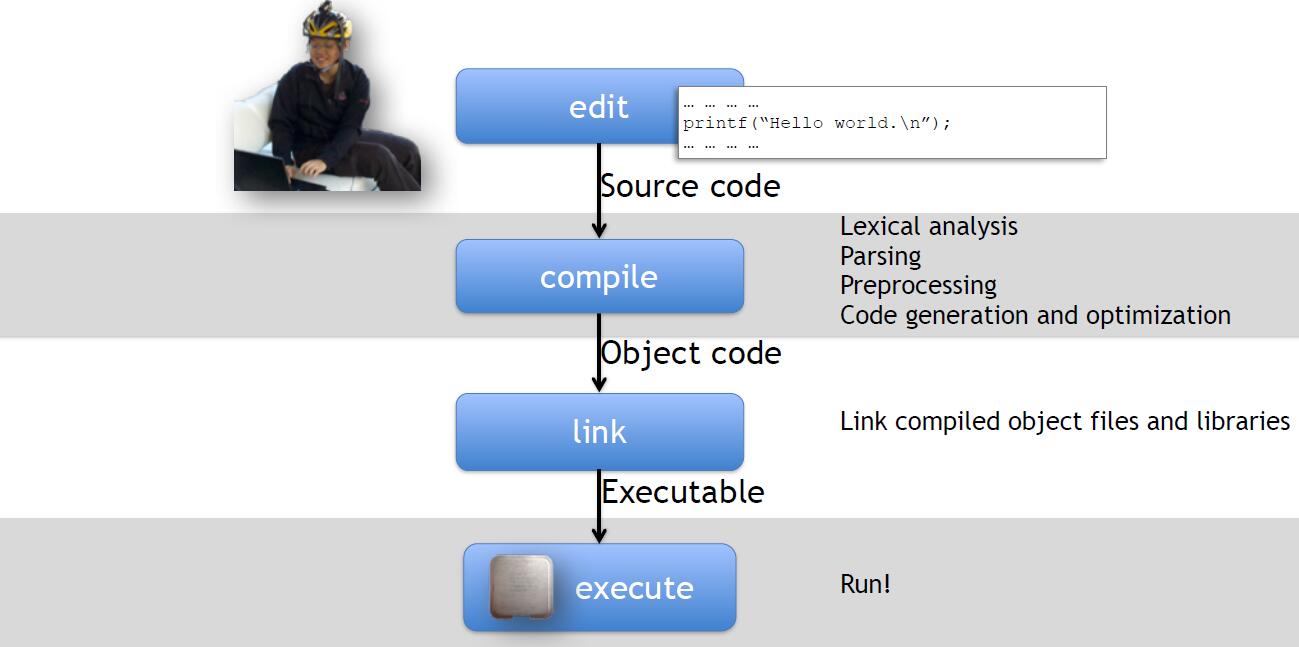 edit
… … … …
printf(“Hello world.\n”);
… … … …
Source code
Lexical analysis
Parsing
Preprocessing
Code generation and optimization
compile
Object code
link
Link compiled object files and libraries
Executable
execute
Run!